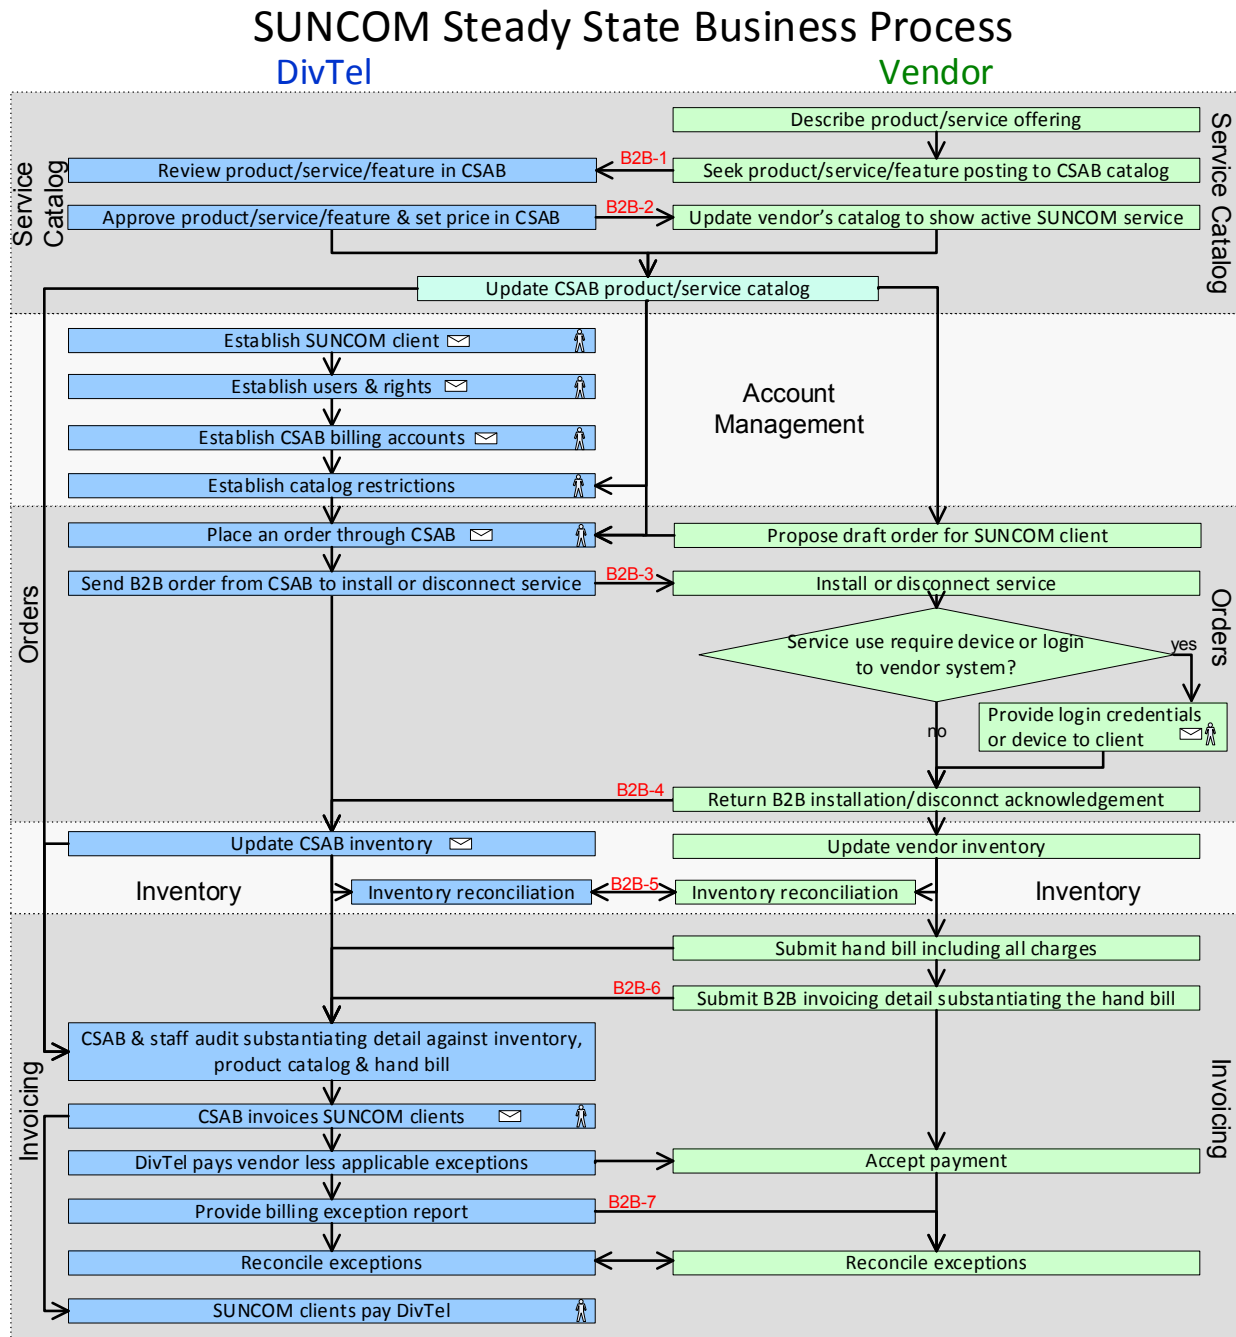 SUNCOM Steady State Business Process
DivTel
Vendor
Service Catalog
Service Catalog
Describe product/service offering
Review product/service/feature in CSAB
B2B-1
Seek product/service/feature posting to CSAB catalog
Approve product/service/feature & set price in CSAB
B2B-2
Update vendor's catalog to show active SUNCOM service
Update CSAB product/service catalog
Establish SUNCOM client
Establish users & rights
Account
Management
Establish CSAB billing accounts
Establish catalog restrictions
Orders
Orders
Place an order through CSAB
Propose draft order for SUNCOM client
Send B2B order from CSAB to install or disconnect service
B2B-3
Install or disconnect service
Service use require device or login
to vendor system?
yes
no
Provide login credentials
or device to client
B2B-4
Return B2B installation/disconnct acknowledgement
Update CSAB inventory
Update vendor inventory
Inventory
Inventory reconciliation
B2B-5
Inventory reconciliation
Inventory
Invoicing
Invoicing
Submit hand bill including all charges
B2B-6
Submit B2B invoicing detail substantiating the hand bill
CSAB & staff audit substantiating detail against inventory,
product catalog & hand bill
CSAB invoices SUNCOM clients
DivTel pays vendor less applicable exceptions
Accept payment
Provide billing exception report
B2B-7
Reconcile exceptions
Reconcile exceptions
SUNCOM clients pay DivTel